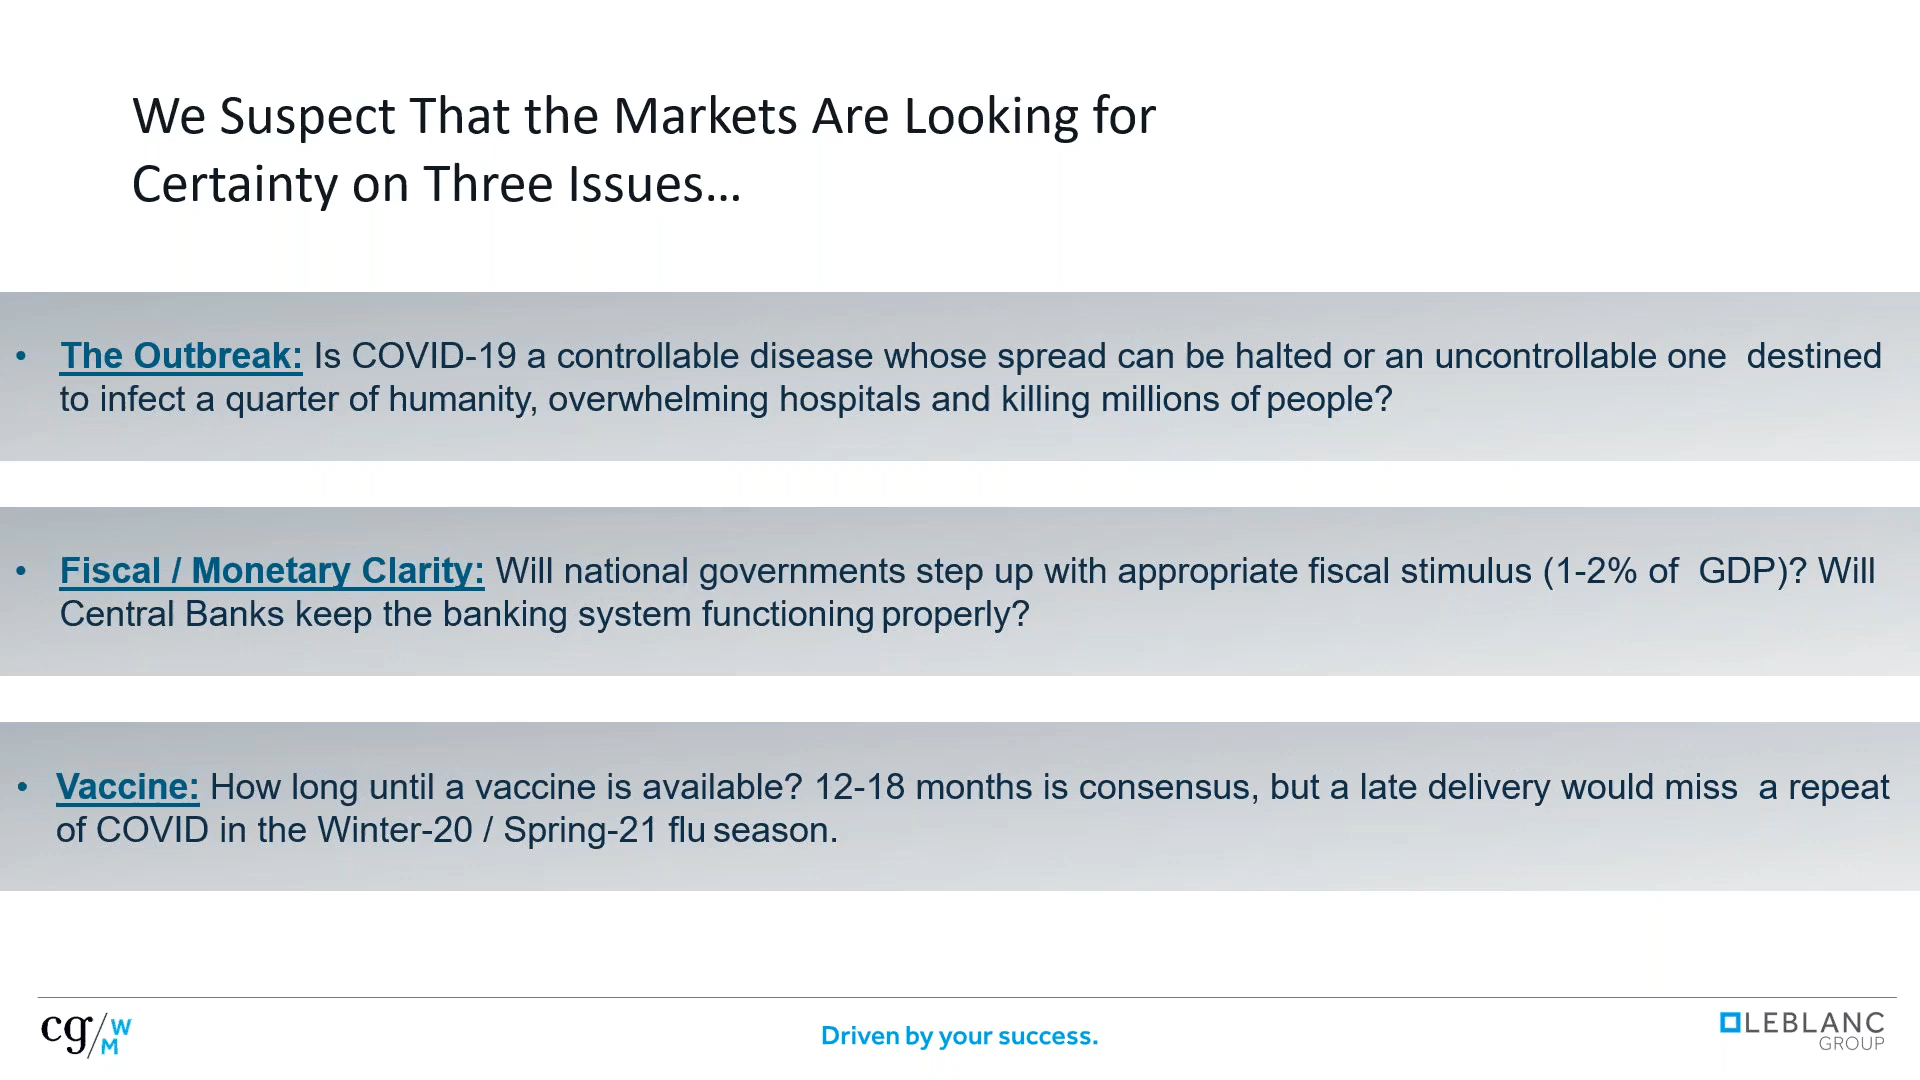 We Suspect That the Markets Are Looking for
Certainty on Three Issues…
• The Outbreak: Is COVID-19 a controllable disease whose spread can be halted or an uncontrollable one destined
to infect a quarter of humanity, overwhelming hospitals and killing millions of people?
• Fiscal / Monetary Clarity: Will national governments step up with appropriate fiscal stimulus (1-2% of GDP)? Will
Central Banks keep the banking system functioning properly?
• Vaccine: How long until a vaccine is available? 12-18 months is consensus, but a late delivery would miss a repeat
of COVID in the Winter-20 / Spring-21 flu season.
cg/WM
Driven by your success.
LEBLANC
GROUP